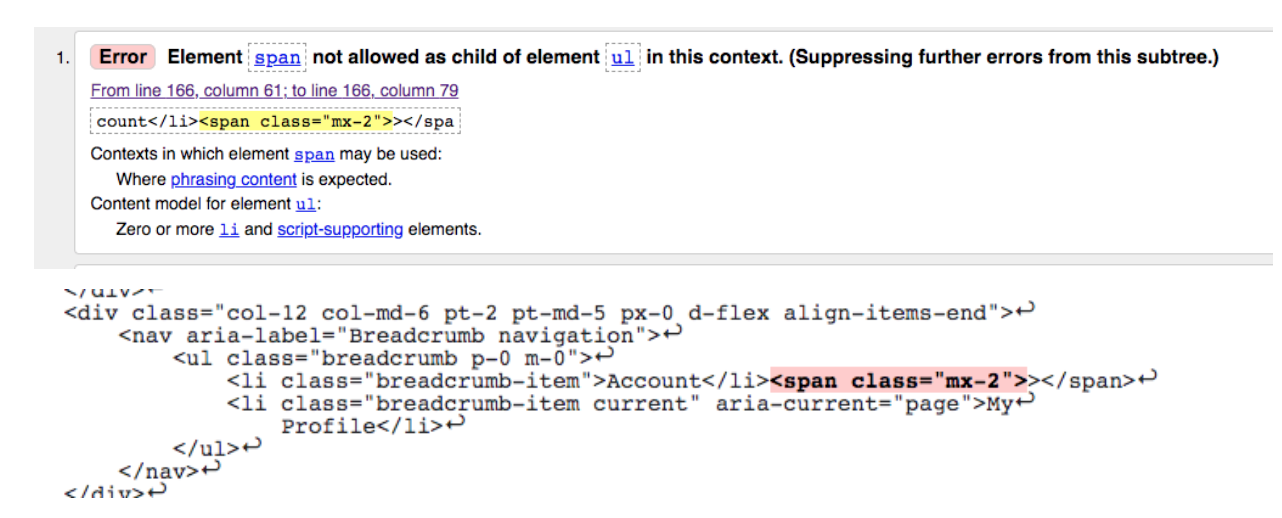 1. Error Element span not allowed as child of element ul in this context. (Suppressing further errors from this subtree.)
From line 166, column 61; to line 166, column 79
count</li><span class="mx-2">></spa
Contexts in which element span may be used:
Where phrasing content is expected.
Content model for element ul:
Zero or more li and script-supporting elements.
</div>↩
<div class="col-12 col-md-6 pt-2 pt-md-5 px-0 d-flex align-items-end">↩
<nav aria-label="Breadcrumb navigation">↩
<ul class="breadcrumb p-0 m-0">↩
<li class="breadcrumb-item">Account</li><span class="mx-2">></span>↩
<li class="breadcrumb-item current" aria-current="page">My↩
Profile</li>↩
</ul>↩
</nav>↩
</div>↩